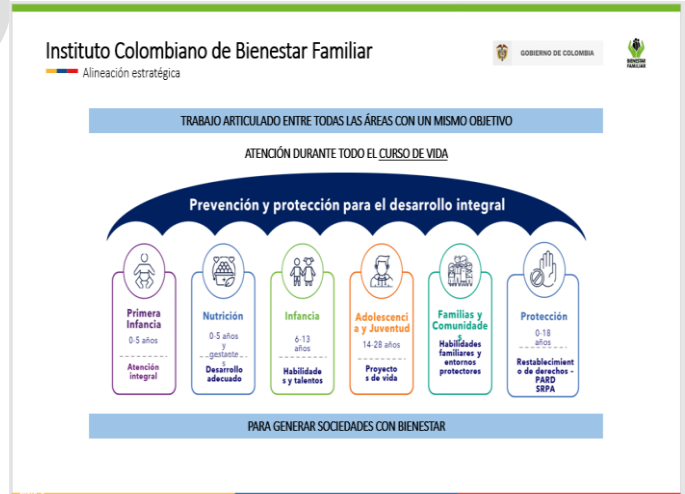 Instituto Colombiano de Bienestar Familiar
Alineación estratégica
GOBIERNO DE COLOMBIA
BIENESTAR
FAMILIAR
TRABAJO ARTICULADO ENTRE TODAS LAS ÁREAS CON UN MISMO OBJETIVO
ATENCIÓN DURANTE TODO EL CURSO DE VIDA
Prevención y protección para el desarrollo integral
Primera
Infancia
0-5 años
Atención
integral
Nutrición
0-5 años
y
gestante
s
Desarrollo
adecuado
Infancia
6-13
años
Habilidade
s y talentos
Adolescenci
a y Juventud
14-28 años
Proyecto
s de vida
Familias y
Comunidade
s
Habilidades
familiares y
entornos
protectores
Protección
0-18
años
Restablecimient
o de derechos -
PARD
SRPA
PARA GENERAR SOCIEDADES CON BIENESTAR